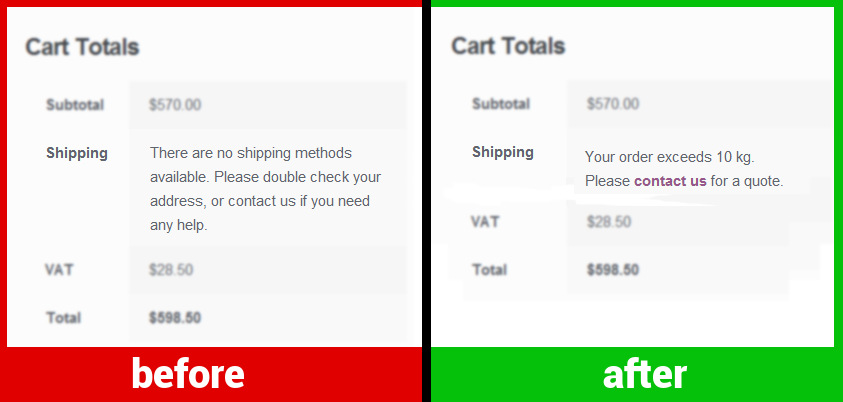 Cart Totals
Subtotal $570.00
Shipping There are no shipping methods
available. Please double check your
address, or contact us if you need
any help.
VAT $28.50
Total $598.50
before
Cart Totals
Subtotal $570.00
Shipping Your order exceeds 10 kg.
Please contact us for a quote.
VAT $28.50
Total $598.50
after